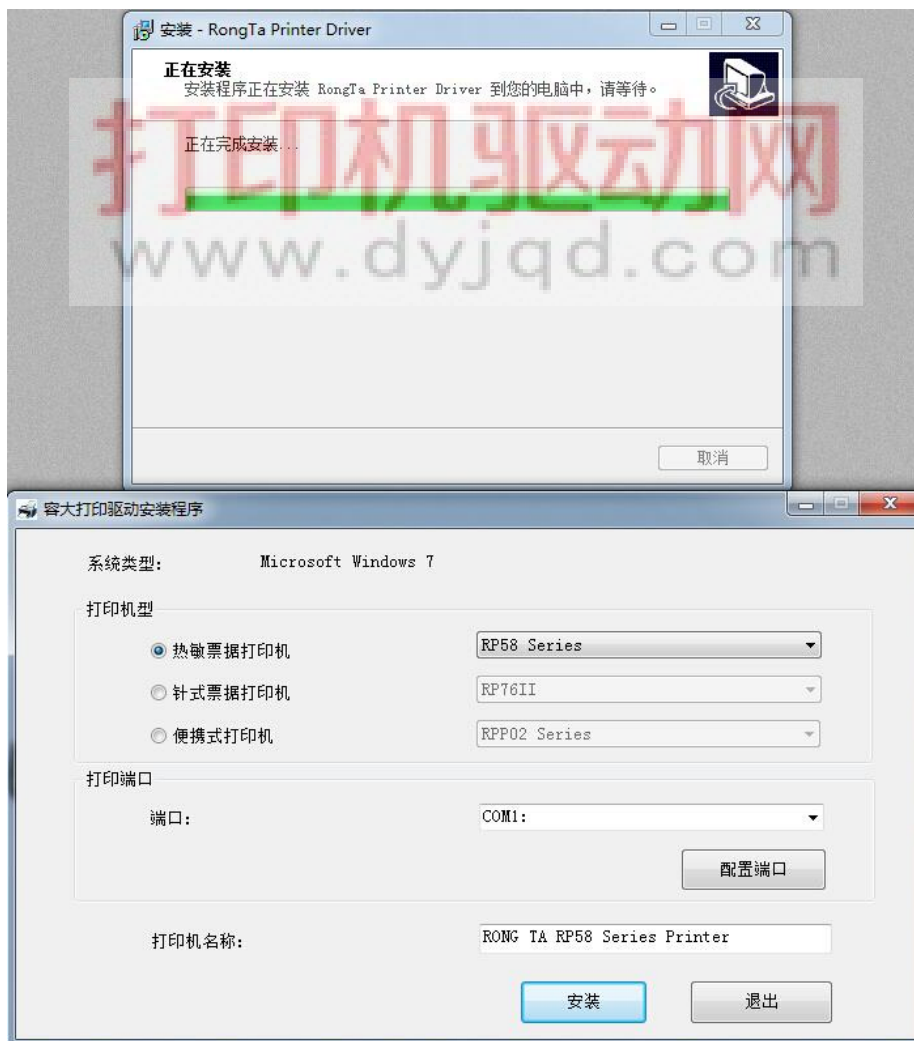 安装 - RongTa Printer Driver
正在安装
安装程序正在安装 RongTa Printer Driver 到您的电脑中，请等待。
正在完成安装...
打印机驱动网
www.dyjqd.com
取消
容大打印驱动安装程序
系统类型： Microsoft Windows 7
打印机型
热敏票据打印机 RP58 Series
针式票据打印机 RP76II
便携式打印机 RPP02 Series
打印端口
端口： COM1:
配置端口
打印机名称： RONG TA RP58 Series Printer
安装 退出